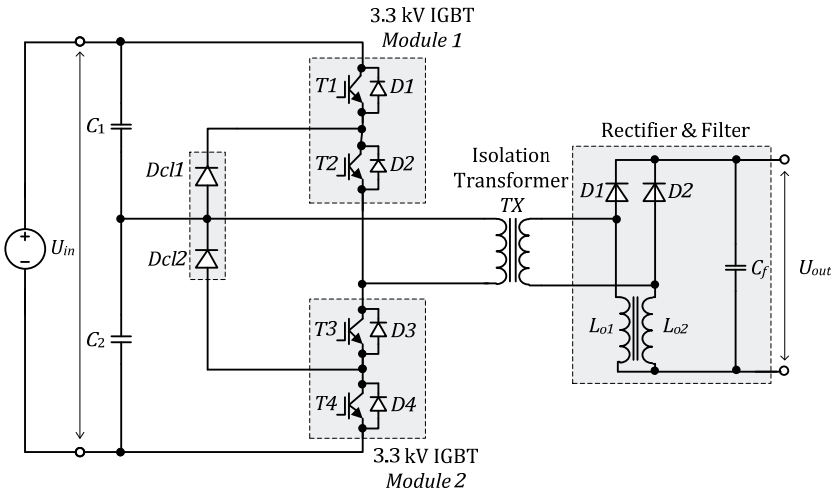 3.3 kV IGBT
Module 1
T1
D1
C1
T2
D2
Dcl1
Isolation
Transformer
TX
Rectifier & Filter
D1
D2
Uin
Dcl2
Cf
Uout
C2
T3
D3
Lo1
Lo2
T4
D4
3.3 kV IGBT
Module 2